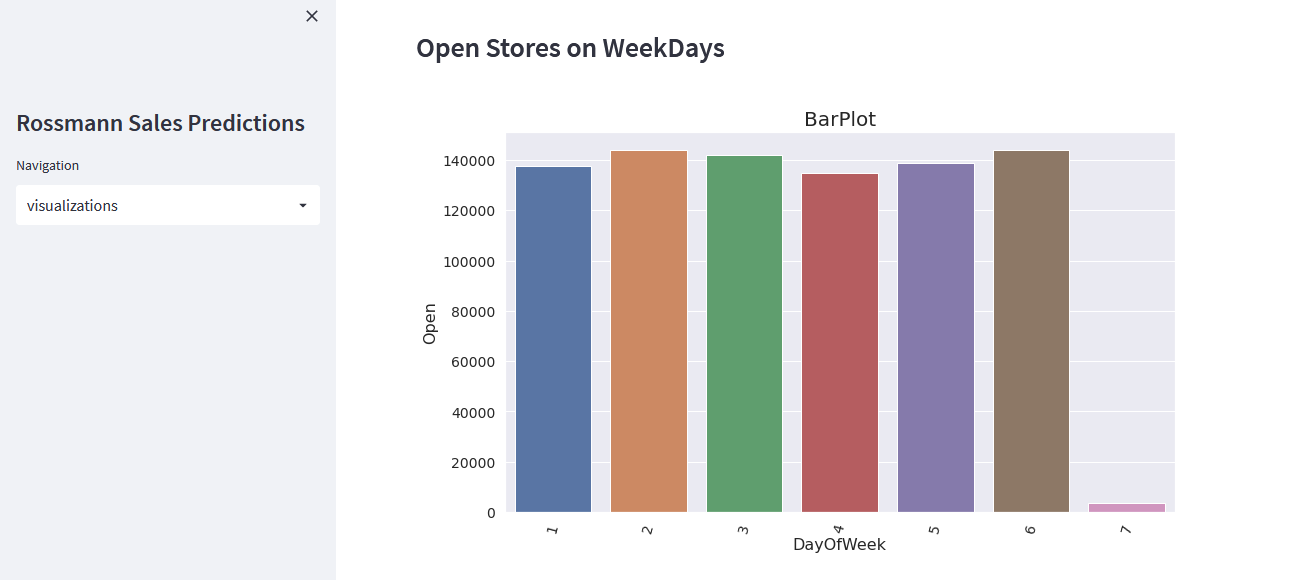 Rossmann Sales Predictions
Navigation
visualizations
Open Stores on WeekDays
BarPlot
140000
120000
100000
80000
60000
40000
20000
0
Open
1 2 3 4 5 6 7
DayOfWeek